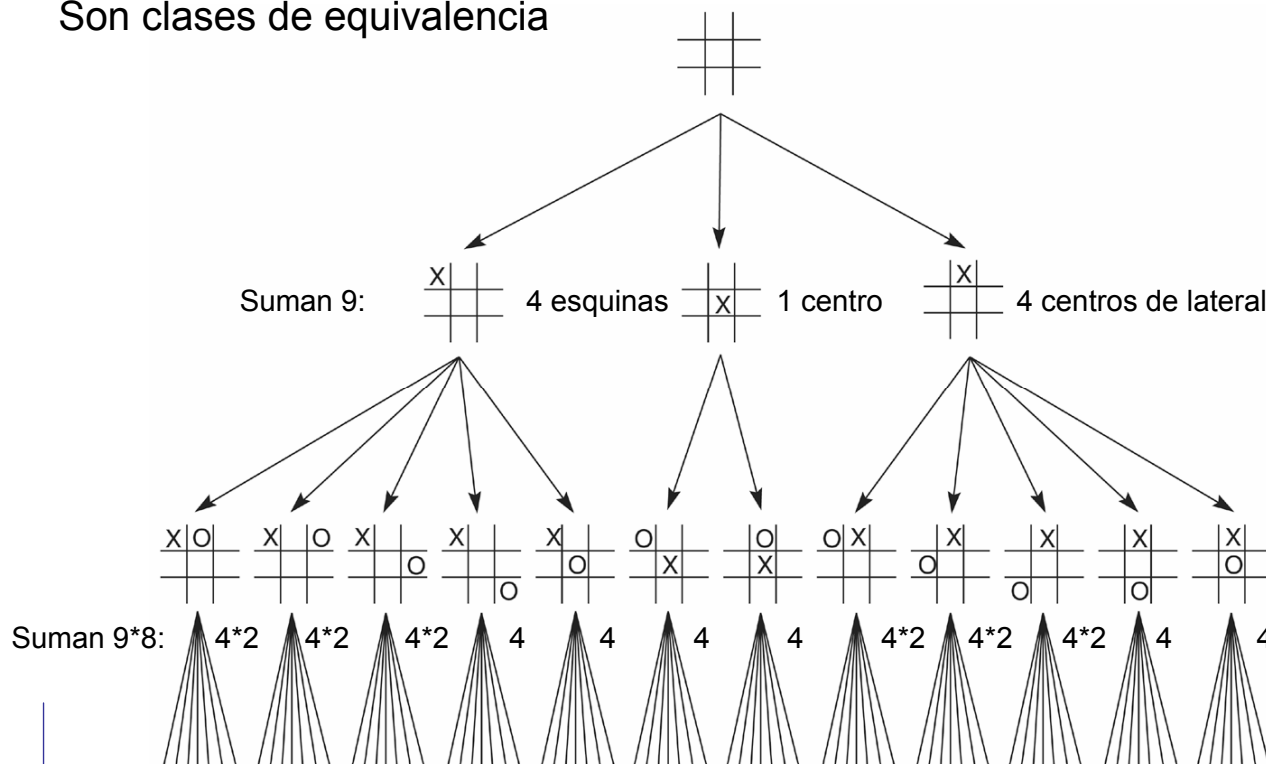 Son clases de equivalencia
X
Suman 9: 4 esquinas X 1 centro 4 centros de lateral
X O X O X X X O O O X X X X X
O O X X O O
O O O
Suman 9*8: 4*2 4*2 4*2 4 4 4 4 4*2 4*2 4*2 4 4